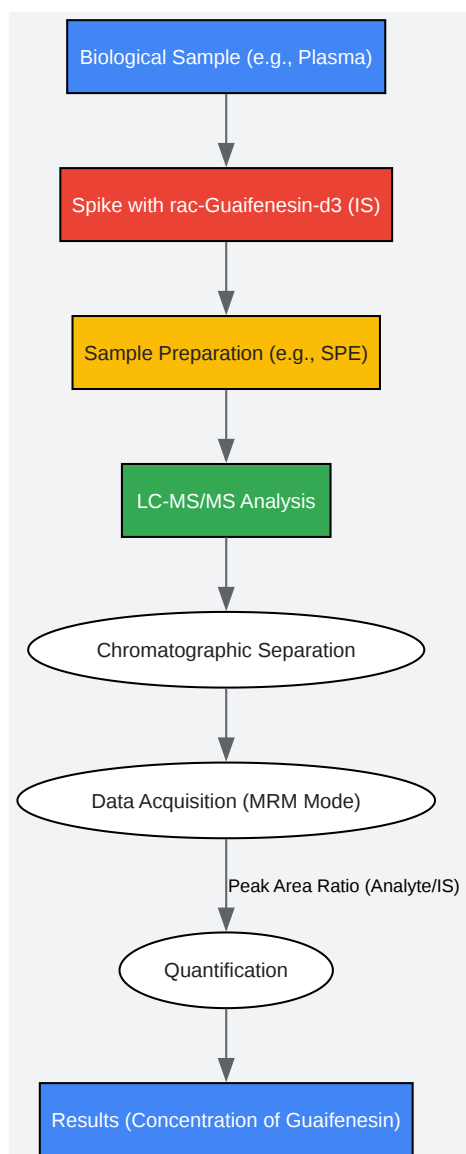 Biological Sample (e.g., Plasma)
Spike with rac-Guaifenesin-d3 (IS)
Sample Preparation (e.g., SPE)
LC-MS/MS Analysis
Chromatographic Separation
Data Acquisition (MRM Mode)
Peak Area Ratio (Analyte/IS)
Quantification
Results (Concentration of Guaifenesin)